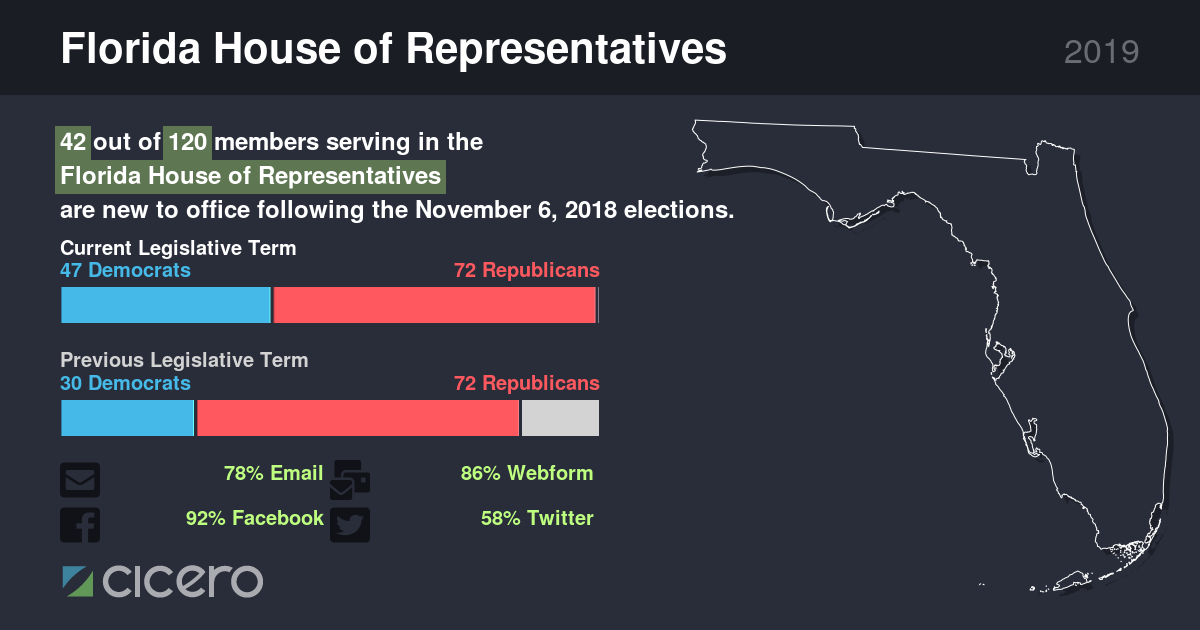 Florida House of Representatives
2019
42 out of 120 members serving in the
Florida House of Representatives
are new to office following the November 6, 2018 elections.
Current Legislative Term
47 Democrats 72 Republicans
Previous Legislative Term
30 Democrats 72 Republicans
78% Email 86% Webform
92% Facebook 58% Twitter
cicero